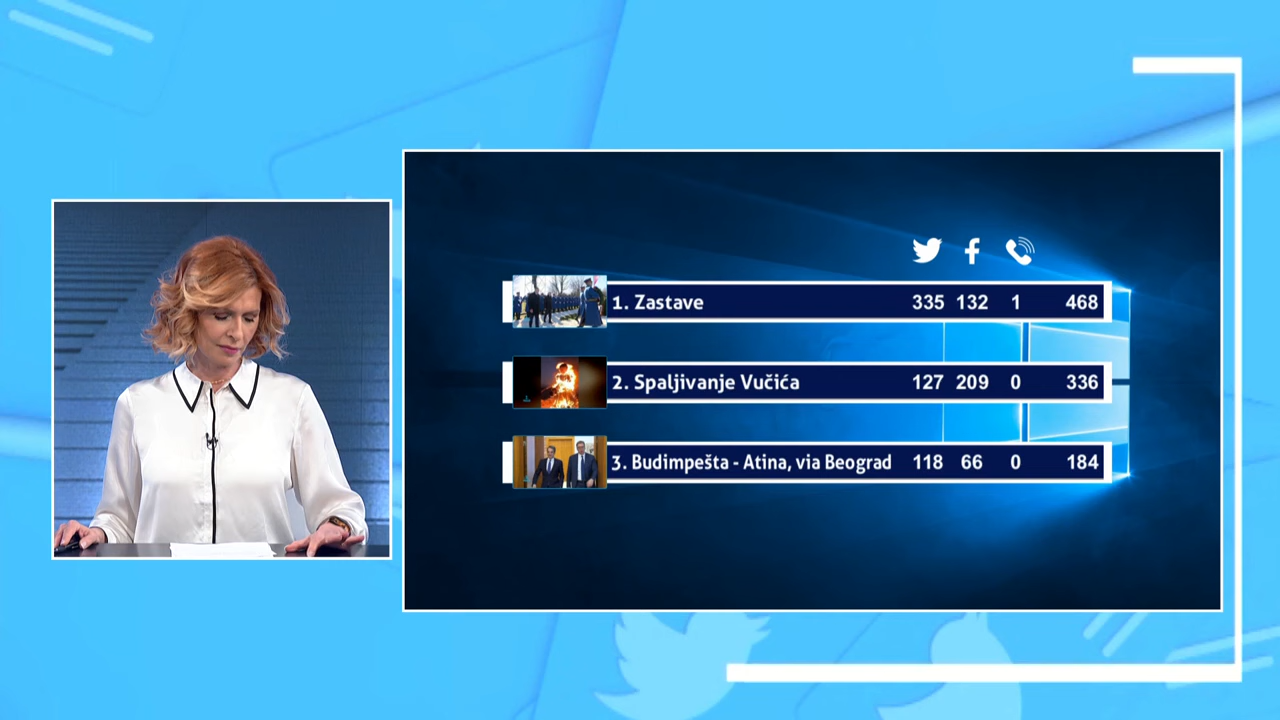 1. Zastave 335 132 1 468
2. Spaljivanje Vučića 127 209 0 336
3. Budimpešta - Atina, via Beograd 118 66 0 184